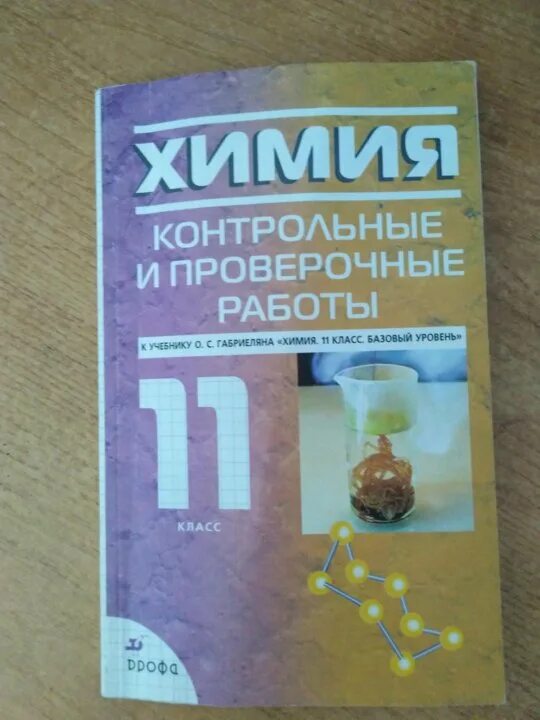 ХИМИЯ
КОНТРОЛЬНЫЕ
И ПРОВЕРОЧНЫЕ
РАБОТЫ
К УЧЕБНИКУ О. С. ГАБРИЕЛЯНА «ХИМИЯ. 11 КЛАСС. БАЗОВЫЙ УРОВЕНЬ»
11
КЛАСС
ДРОФА